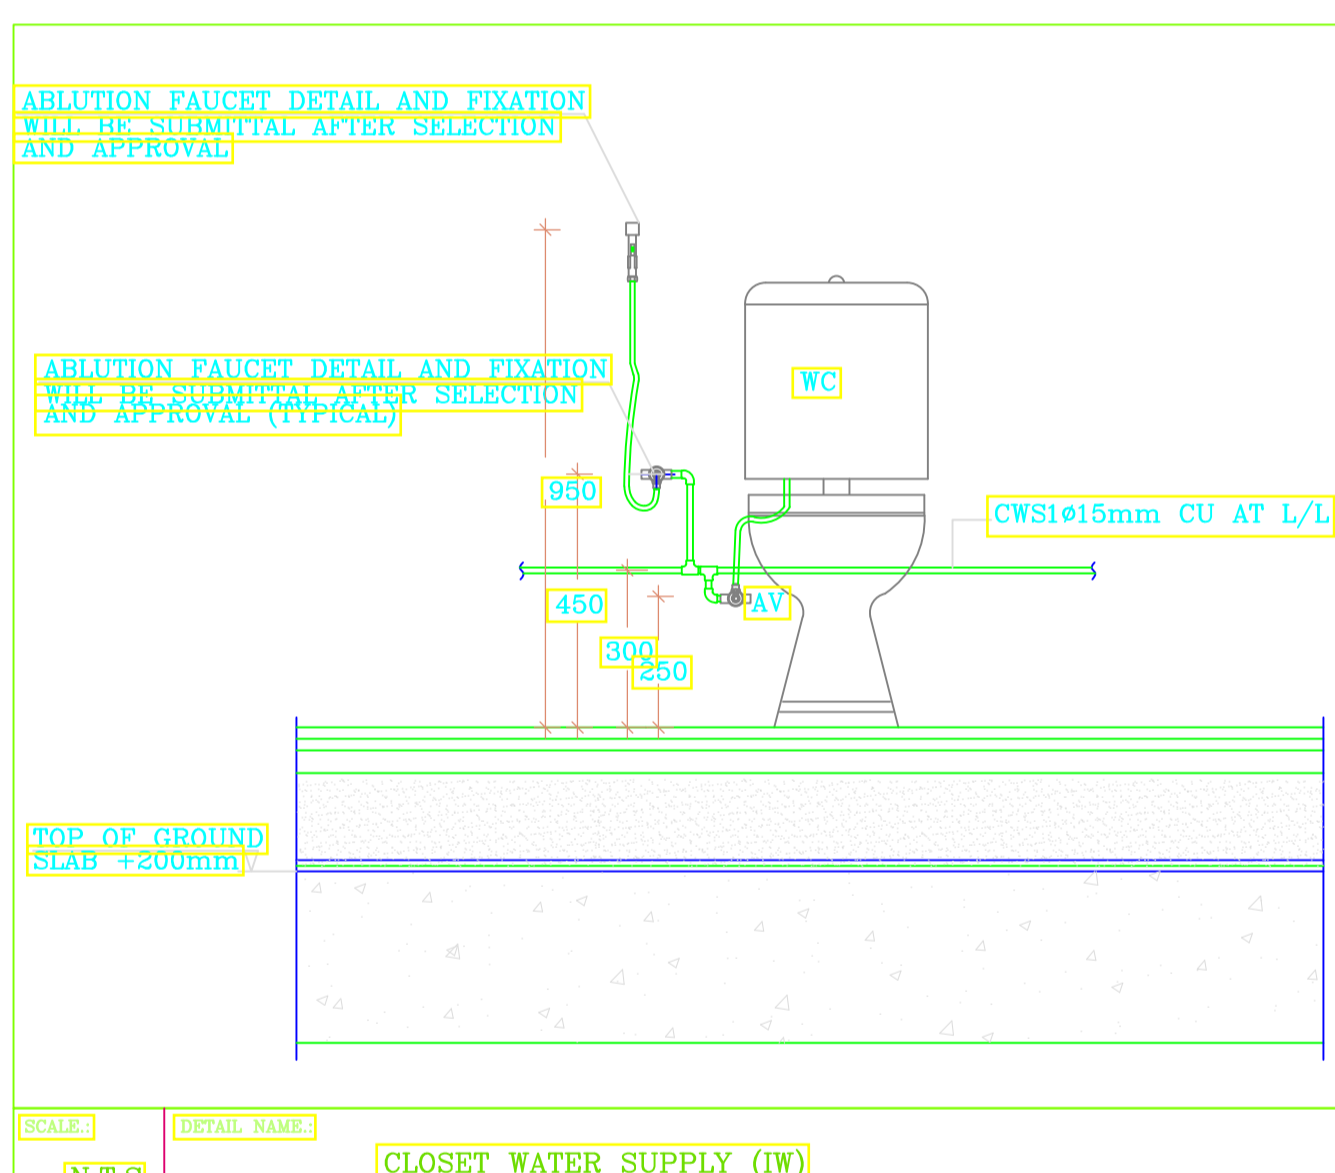 ABLUTION FAUCET DETAIL AND FIXATION
WILL BE SUBMITTAL AFTER SELECTION
AND APPROVAL
ABLUTION FAUCET DETAIL AND FIXATION
WILL BE SUBMITTAL AFTER SELECTION
AND APPROVAL (TYPICAL)
WC
950
CWS1ø15mm CU AT L/L
450
AV
300
250
TOP OF GROUND
SLAB +200mm
SCALE.:
DETAIL NAME.:
N.T.S
CLOSET WATER SUPPLY (IW)